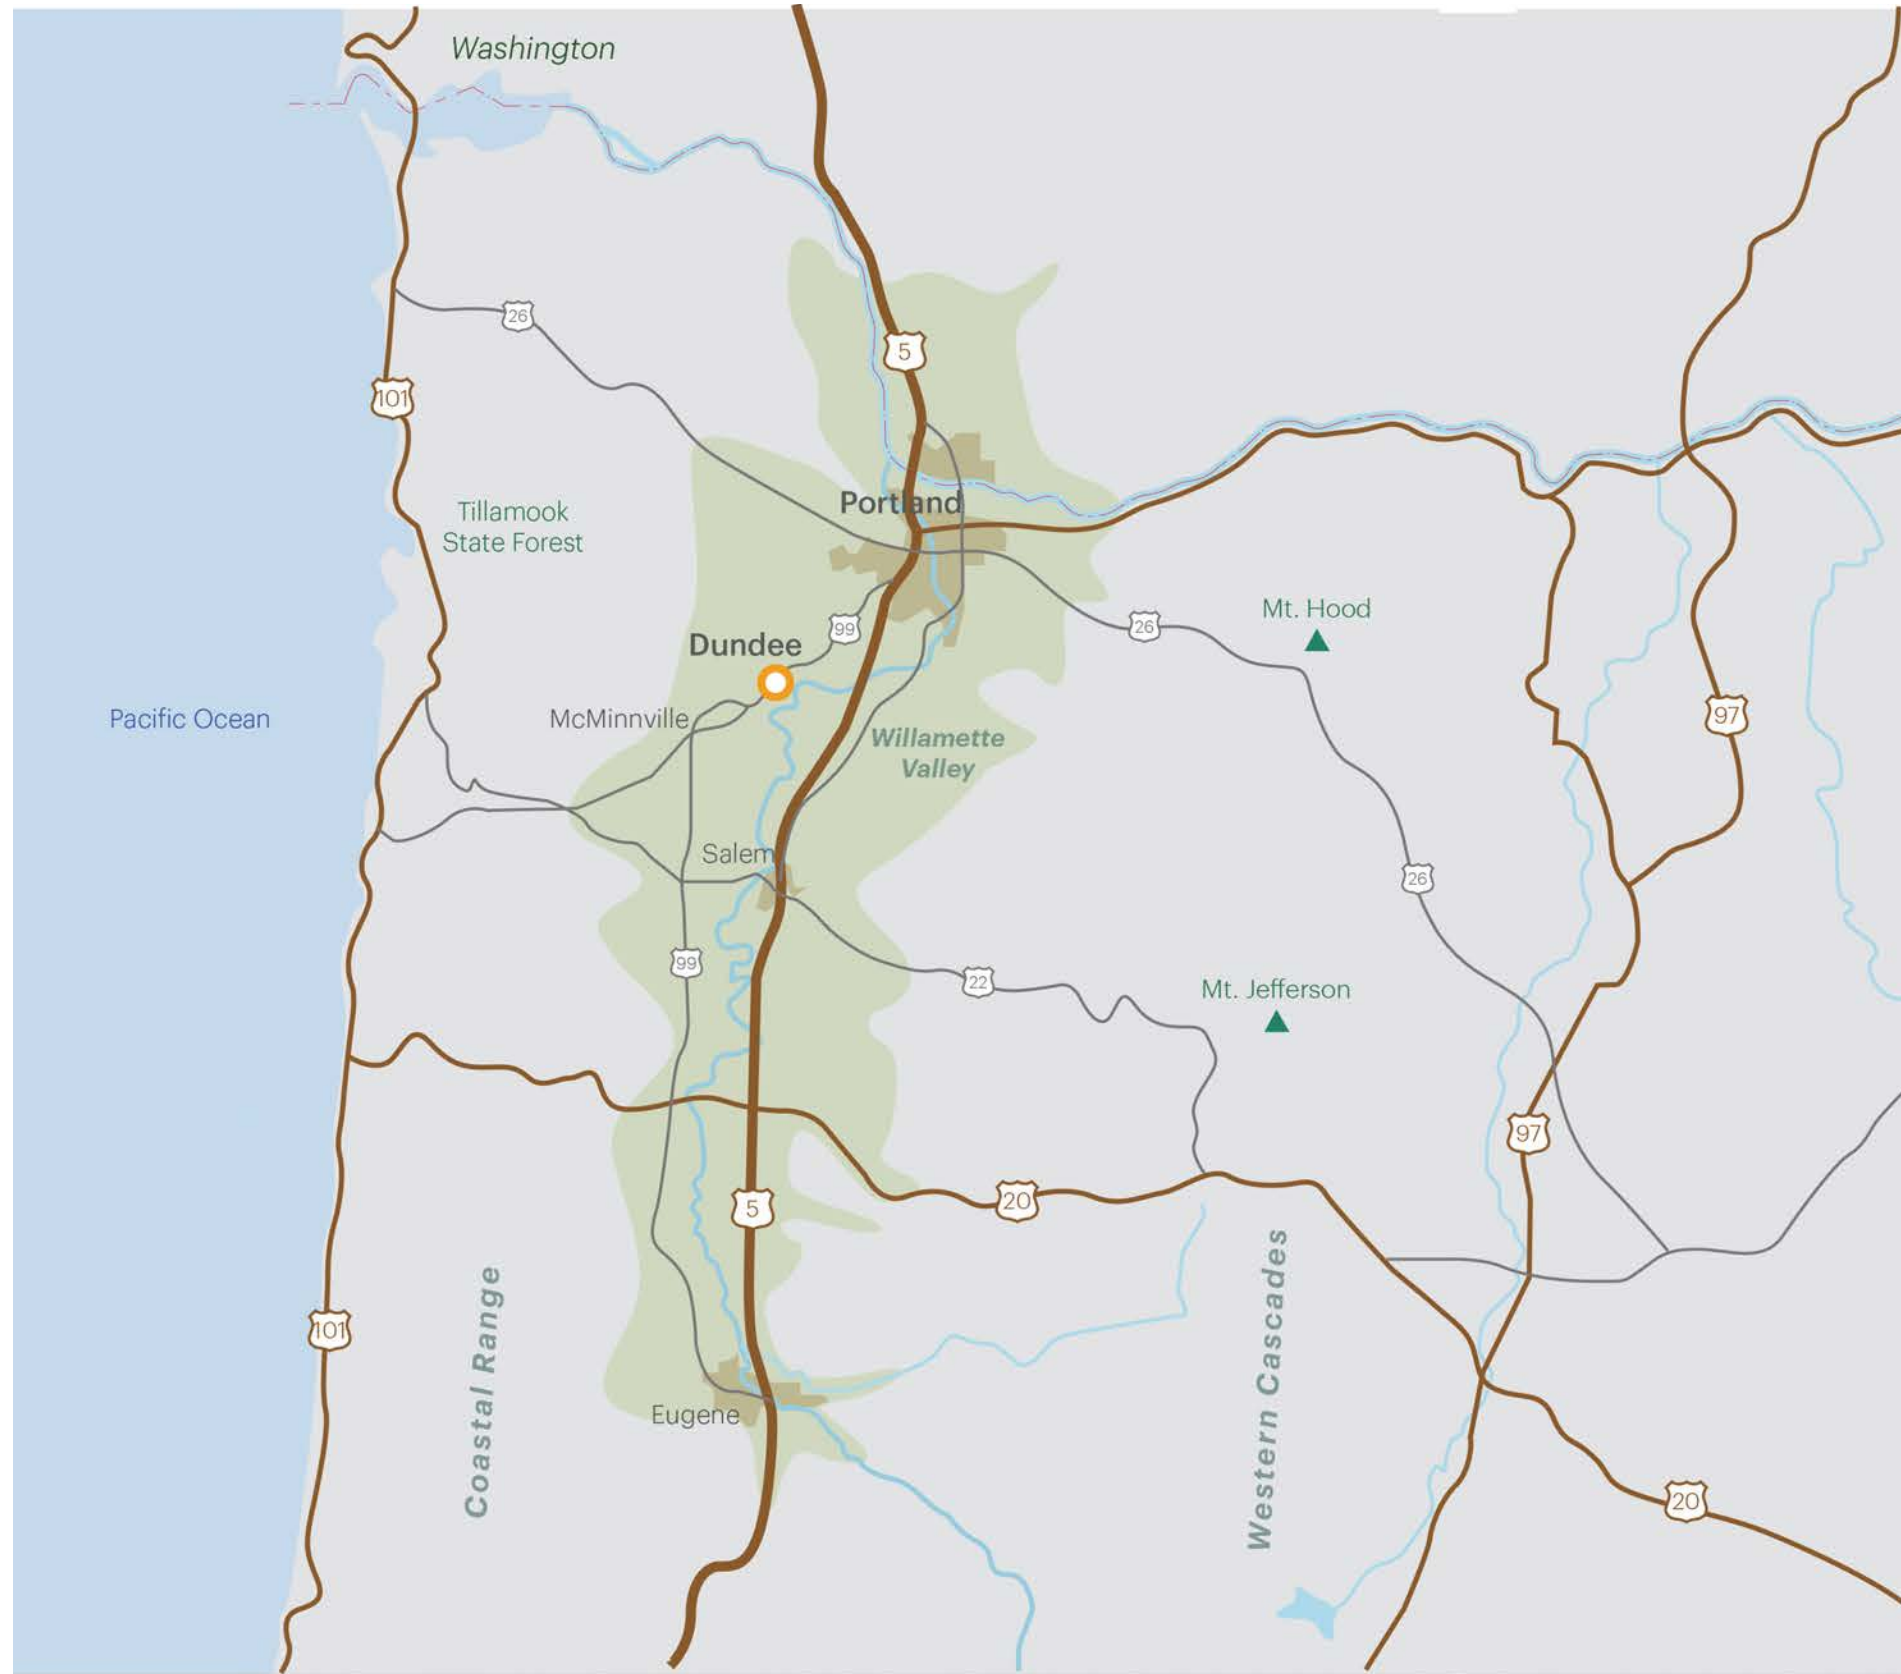 Washington
26
5
101
Portland
Tillamook
State Forest
Mt. Hood
99
26
Dundee
McMinnville
Pacific Ocean
97
Willamette
Valley
Salem
26
99
22
Mt. Jefferson
97
20
5
101
Coastal Range
Western Cascades
Eugene
20